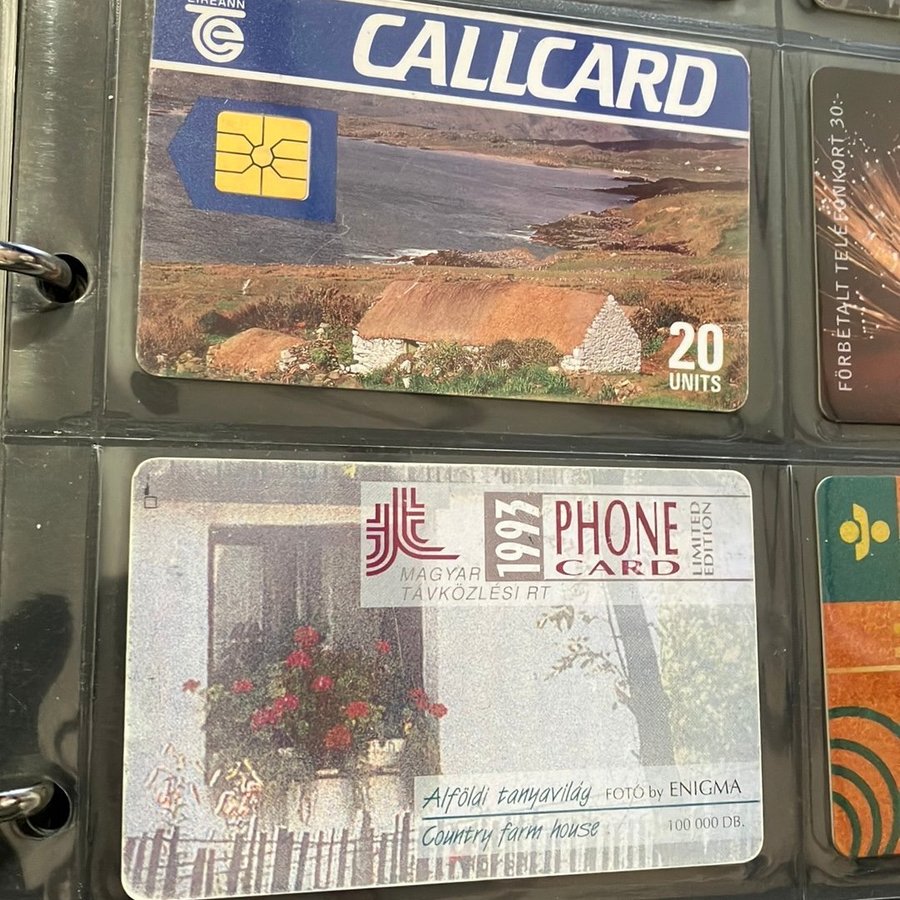 EIREANN
CALLCARD
20
UNITS
FÖRBETALT TELEFONKORT 30:-
1993
PHONE
CARD
LIMITED
EDITION
MAGYAR
TÁVKÖZLÉSI RT
Alföldi tanyavilág FOTÓ by ENIGMA
Country farm house 100 000 DB.